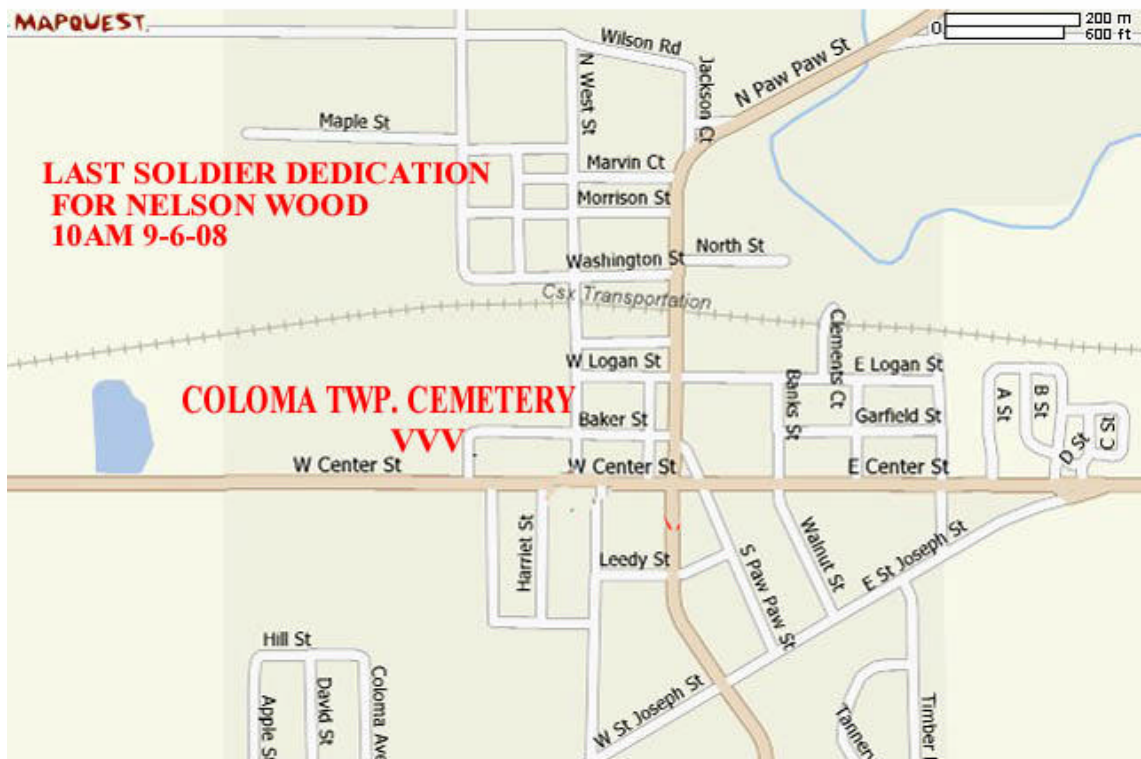 MAPQUEST.
0 200 m
600 ft
Wilson Rd
N West St
Jackson Ct
N Paw Paw St
Maple St
Marvin Ct
LAST SOLDIER DEDICATION
FOR NELSON WOOD
10AM 9-6-08
Morrison St
Washington St
North St
Csx Transportation
Clements Ct
W Logan St
E Logan St
Banks St
A St
B St
C St
D St
COLOMA TWP. CEMETERY
VVV
Baker St
Garfield St
W Center St
W Center St
E Center St
Harriet St
Leedy St
S Paw Paw St
Walnut St
E St Joseph St
Hill St
Apple St
David St
Coloma Ave
W St Joseph St
Tannery
Timber